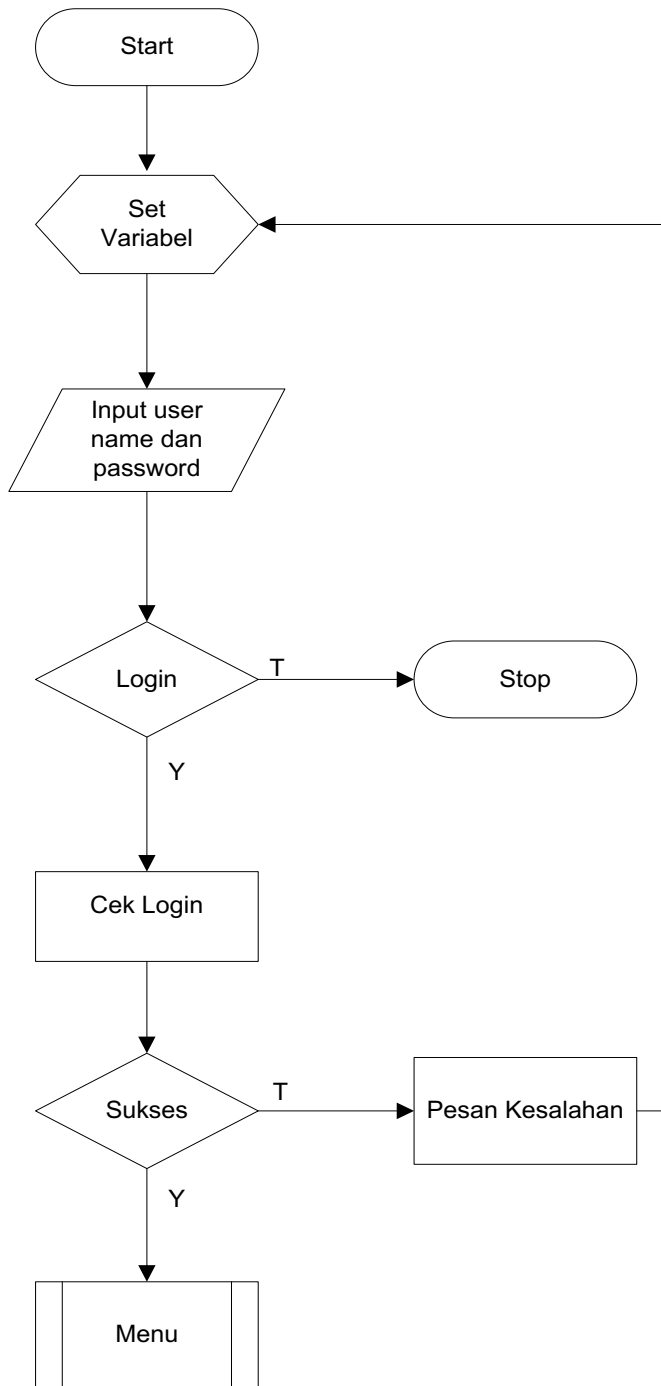 Start
Set
Variabel
Input user
name dan
password
Login
T
Stop
Y
Cek Login
Sukses
T
Pesan Kesalahan
Y
Menu